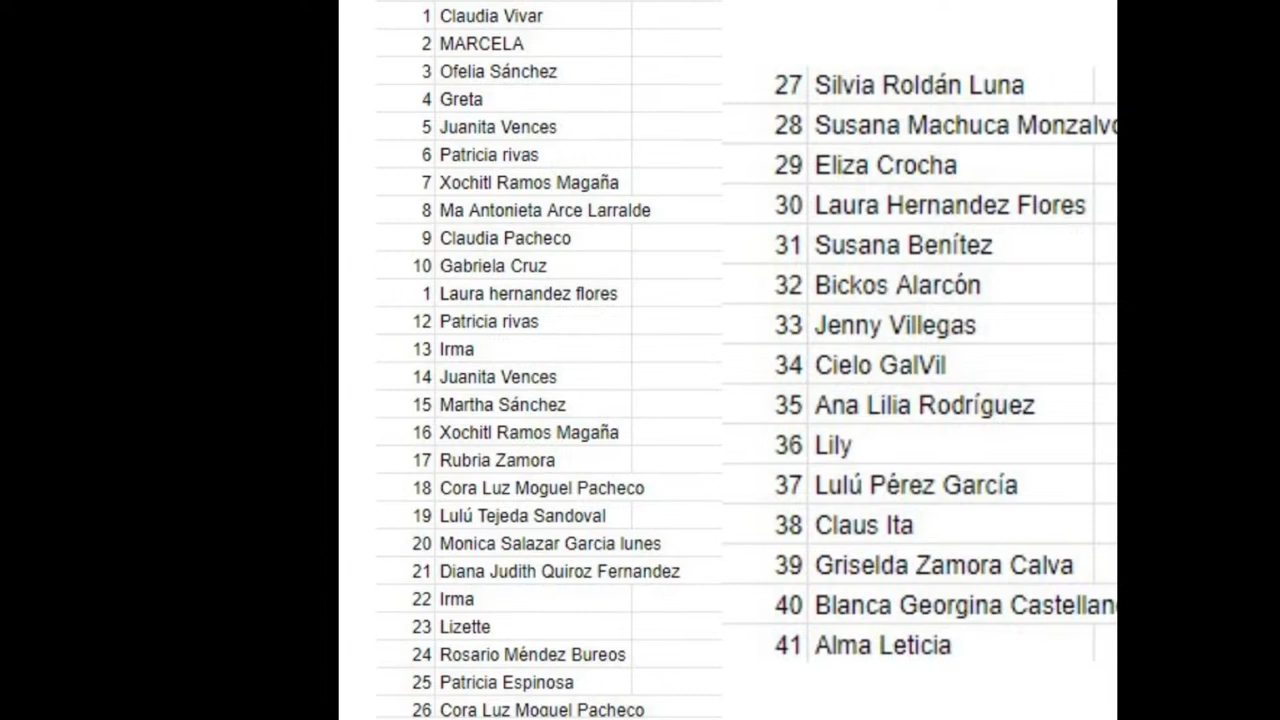 1 Claudia Vivar
2 MARCELA
3 Ofelia Sánchez
4 Greta
5 Juanita Vences
6 Patricia rivas
7 Xochitl Ramos Magaña
8 Ma Antonieta Arce Larralde
9 Claudia Pacheco
10 Gabriela Cruz
1 Laura hernandez flores
12 Patricia rivas
13 Irma
14 Juanita Vences
15 Martha Sánchez
16 Xochitl Ramos Magaña
17 Rubria Zamora
18 Cora Luz Moguel Pacheco
19 Lulú Tejeda Sandoval
20 Monica Salazar Garcia lunes
21 Diana Judith Quiroz Fernandez
22 Irma
23 Lizette
24 Rosario Méndez Bureos
25 Patricia Espinosa
26 Cora Luz Moguel Pacheco
27 Silvia Roldán Luna
28 Susana Machuca Monzalvo
29 Eliza Crocha
30 Laura Hernandez Flores
31 Susana Benítez
32 Bickos Alarcón
33 Jenny Villegas
34 Cielo GalVil
35 Ana Lilia Rodríguez
36 Lily
37 Lulú Pérez García
38 Claus Ita
39 Griselda Zamora Calva
40 Blanca Georgina Castellan
41 Alma Leticia